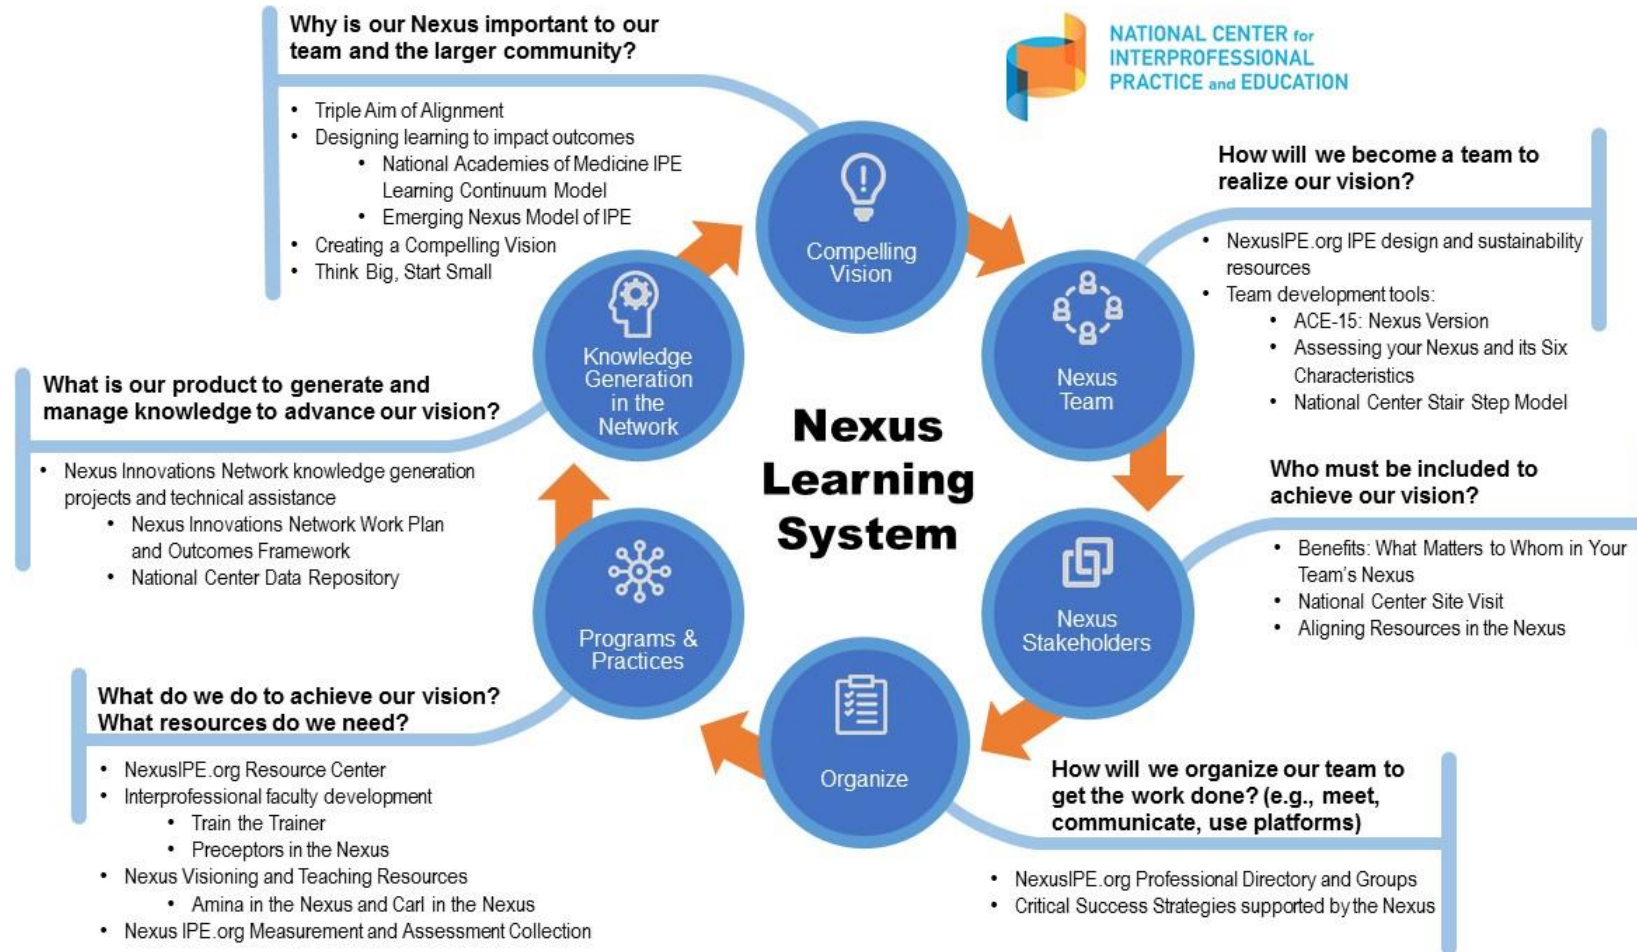 Why is our Nexus important to our
team and the larger community?
• Triple Aim of Alignment
• Designing learning to impact outcomes
• National Academies of Medicine IPE
Learning Continuum Model
• Emerging Nexus Model of IPE
• Creating a Compelling Vision
• Think Big, Start Small
NATIONAL CENTER for
INTERPROFESSIONAL
PRACTICE and EDUCATION
Compelling
Vision
How will we become a team to
realize our vision?
• NexusIPE.org IPE design and sustainability
resources
• Team development tools:
• ACE-15: Nexus Version
• Assessing your Nexus and its Six
Characteristics
• National Center Stair Step Model
Nexus
Team
Who must be included to
achieve our vision?
• Benefits: What Matters to Whom in Your
Team's Nexus
• National Center Site Visit
• Aligning Resources in the Nexus
Nexus
Stakeholders
How will we organize our team to
get the work done? (e.g., meet,
communicate, use platforms)
• NexusIPE.org Professional Directory and Groups
• Critical Success Strategies supported by the Nexus
Organize
What do we do to achieve our vision?
What resources do we need?
• NexusIPE.org Resource Center
• Interprofessional faculty development
• Train the Trainer
• Preceptors in the Nexus
• Nexus Visioning and Teaching Resources
• Amina in the Nexus and Carl in the Nexus
• Nexus IPE.org Measurement and Assessment Collection
Programs &
Practices
What is our product to generate and
manage knowledge to advance our vision?
• Nexus Innovations Network knowledge generation
projects and technical assistance
• Nexus Innovations Network Work Plan
and Outcomes Framework
• National Center Data Repository
Knowledge
Generation
in the
Network
Nexus
Learning
System